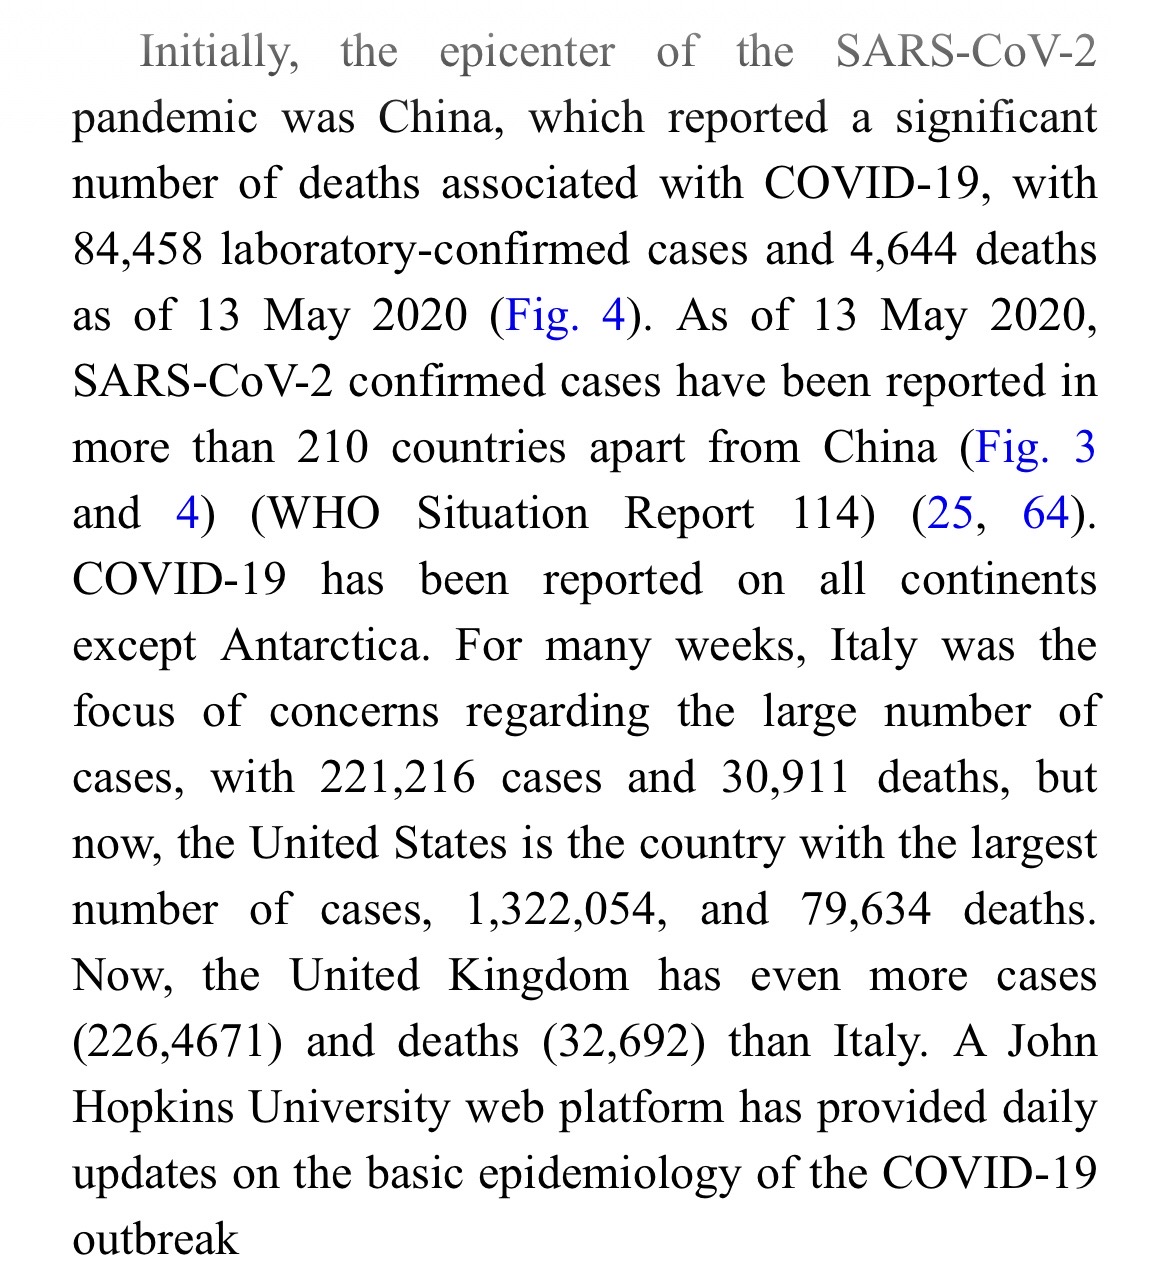 Initially, the epicenter of the SARS-CoV-2
pandemic was China, which reported a significant
number of deaths associated with COVID-19, with
84,458 laboratory-confirmed cases and 4,644 deaths
as of 13 May 2020 (Fig. 4). As of 13 May 2020,
SARS-CoV-2 confirmed cases have been reported in
more than 210 countries apart from China (Fig. 3
and 4) (WHO Situation Report 114) (25, 64).
COVID-19 has been reported on all continents
except Antarctica. For many weeks, Italy was the
focus of concerns regarding the large number of
cases, with 221,216 cases and 30,911 deaths, but
now, the United States is the country with the largest
number of cases, 1,322,054, and 79,634 deaths.
Now, the United Kingdom has even more cases
(226,4671) and deaths (32,692) than Italy. A John
Hopkins University web platform has provided daily
updates on the basic epidemiology of the COVID-19
outbreak